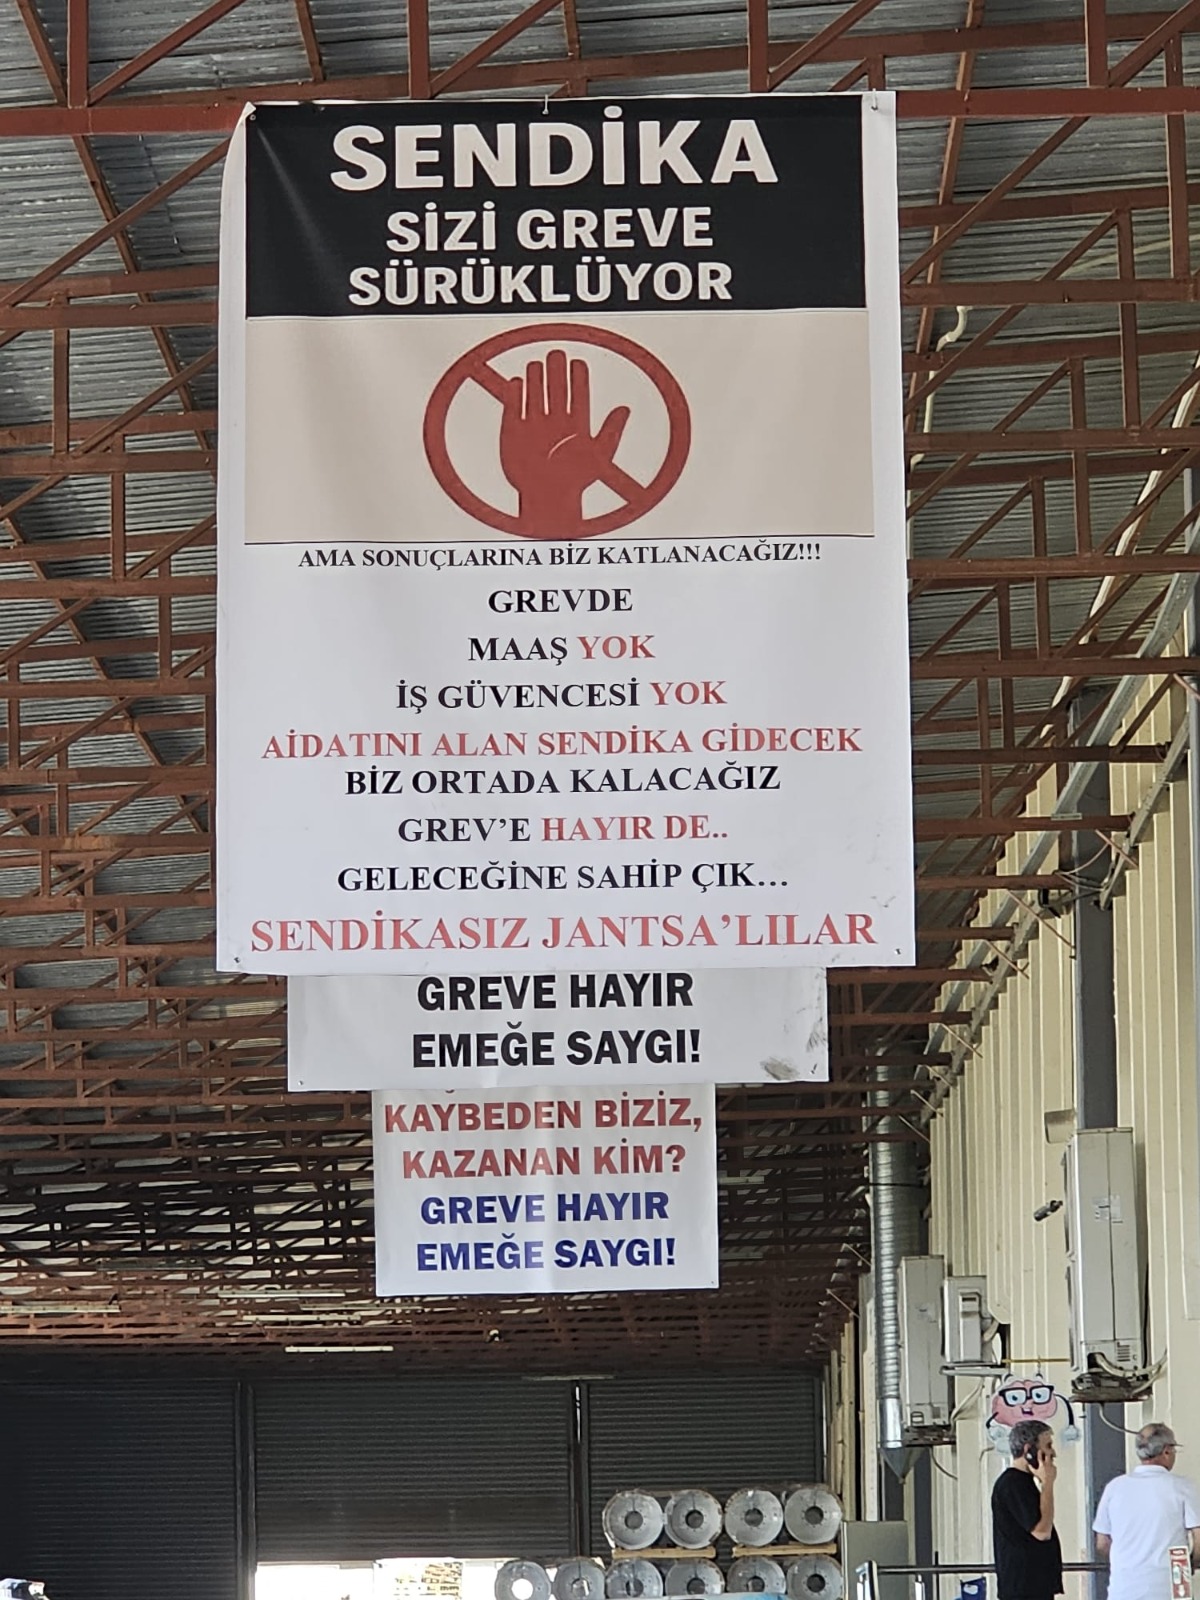 SENDİKA
SİZİ GREVE
SÜRÜKLÜYOR
AMA SONUÇLARINA BİZ KATLANACAĞIZ!!!
GREVDE
MAAŞ YOK
İŞ GÜVENCESİ YOK
AİDATINI ALAN SENDİKA GİDECEK
BİZ ORTADA KALACAĞIZ
GREV'E HAYIR DE..
GELECEĞİNE SAHİP ÇIK...
SENDİKASIZ JANTSA'LILAR
GREVE HAYIR
EMEĞE SAYGI!
KAYBEDEN BİZİZ,
KAZANAN KİM?
GREVE HAYIR
EMEĞE SAYGI!